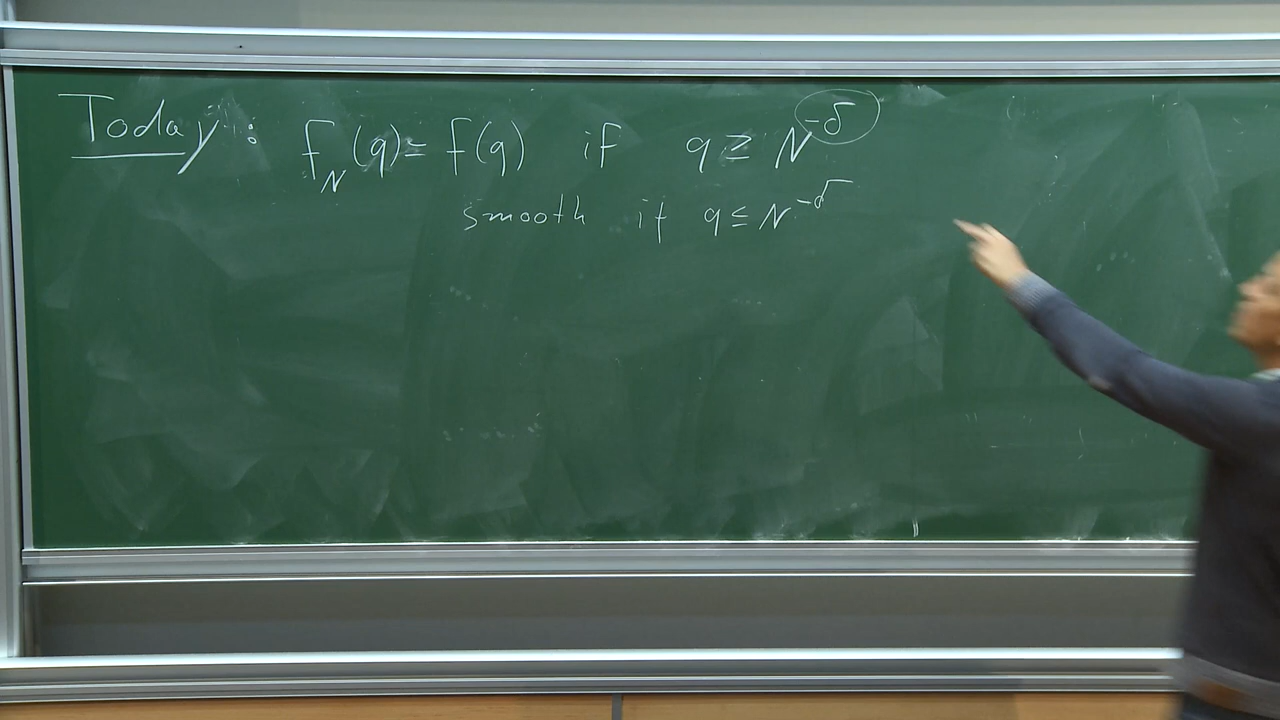 Today: f_N(q) = f(q) if q ≥ N^{-δ}
smooth if q ≤ N^{-δ}